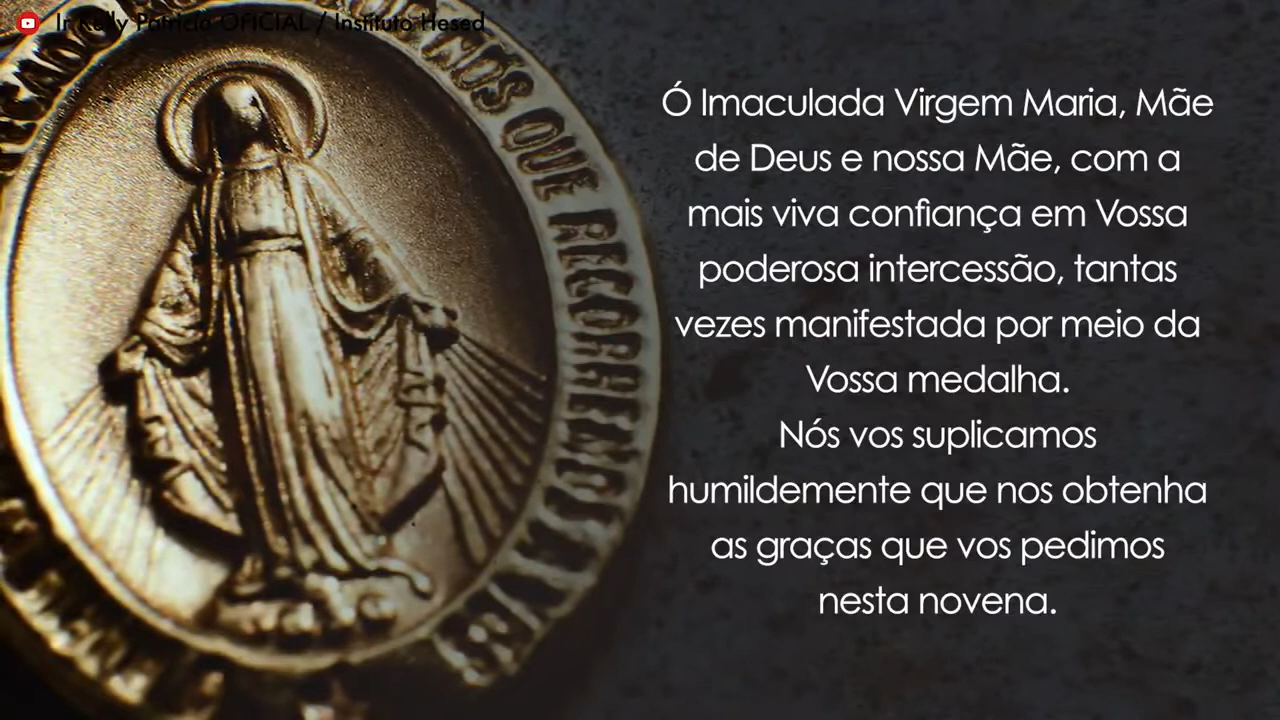 Ir Kelly Patricia OFICIAL / Instituto Hesed
NÓS QUE RECORREMOS A VÓS
Ó Imaculada Virgem Maria, Mãe
de Deus e nossa Mãe, com a
mais viva confiança em Vossa
poderosa intercessão, tantas
vezes manifestada por meio da
Vossa medalha.
Nós vos suplicamos
humildemente que nos obtenha
as graças que vos pedimos
nesta novena.